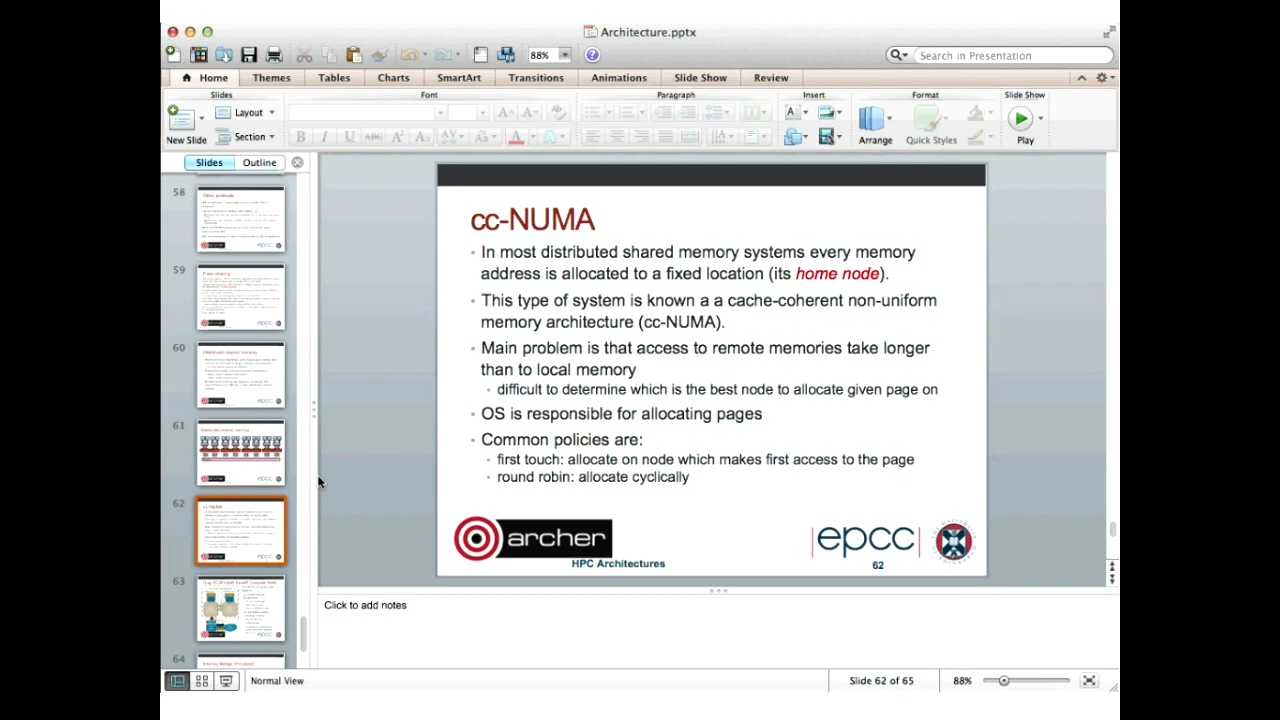 Architecture.pptx
88%
Search in Presentation
Home
Themes
Tables
Charts
SmartArt
Transitions
Animations
Slide Show
Review
Slides
Font
Paragraph
Insert
Format
Slide Show
Layout
New Slide
Section
Arrange
Quick Styles
Play
Slides
Outline
58
59
60
61
62
63
64
cc-NUMA
In most distributed shared memory systems every memory
address is allocated to a fixed location (its home node).
This type of system is known a a cache-coherent non-uniform
memory architecture (cc-NUMA).
Main problem is that access to remote memories take longer
than to local memory
difficult to determine which is the best node to allocate given page on
OS is responsible for allocating pages
Common policies are:
first touch: allocate on node which makes first access to the page
round robin: allocate cyclically
archer
epcc
HPC Architectures
62
Click to add notes
Normal View
Slide 62 of 65
88%